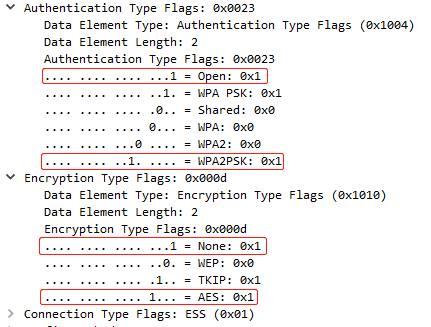 Authentication Type Flags: 0x0023
Data Element Type: Authentication Type Flags (0x1004)
Data Element Length: 2
Authentication Type Flags: 0x0023
.... .... .... ...1 = Open: 0x1
.... .... .... ..1. = WPA PSK: 0x1
.... .... .... .0.. = Shared: 0x0
.... .... .... 0... = WPA: 0x0
.... .... ...0 .... = WPA2: 0x0
.... .... ..1. .... = WPA2PSK: 0x1
Encryption Type Flags: 0x000d
Data Element Type: Encryption Type Flags (0x1010)
Data Element Length: 2
Encryption Type Flags: 0x000d
.... .... .... ...1 = None: 0x1
.... .... .... ..0. = WEP: 0x0
.... .... .... .1.. = TKIP: 0x1
.... .... .... 1... = AES: 0x1
Connection Type Flags: ESS (0x01)